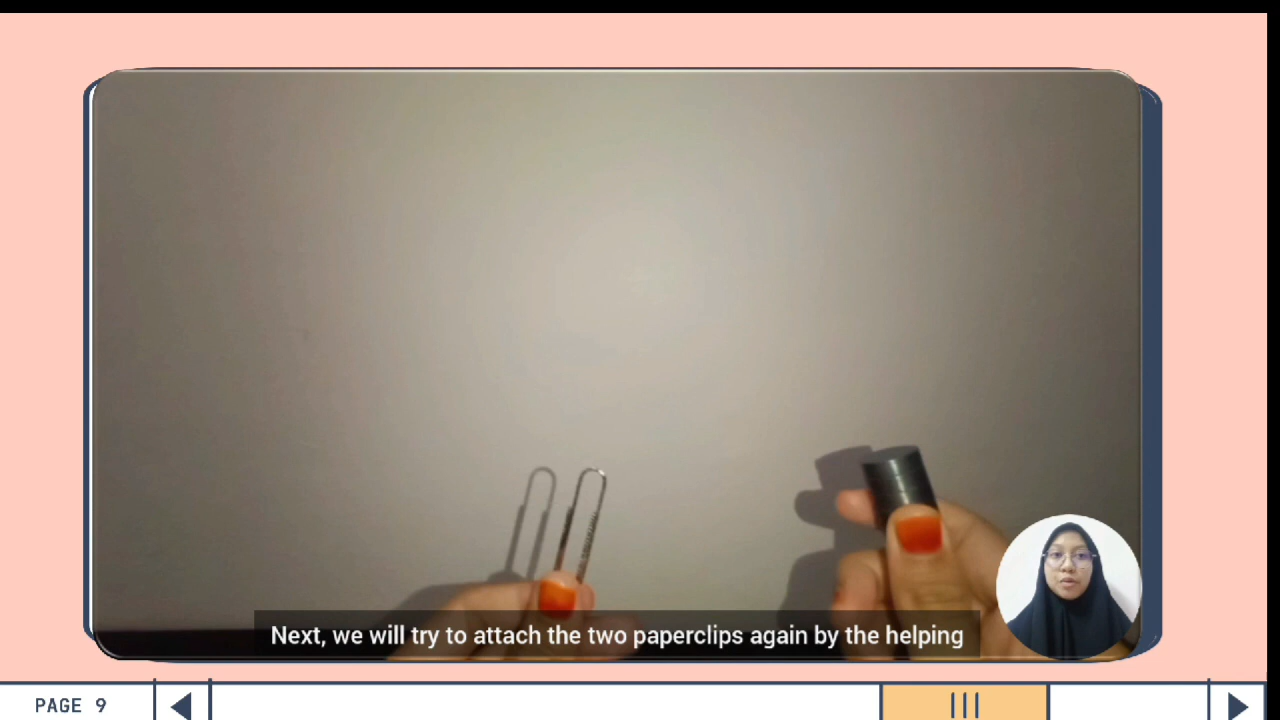 Next, we will try to attach the two paperclips again by the helping
PAGE 9